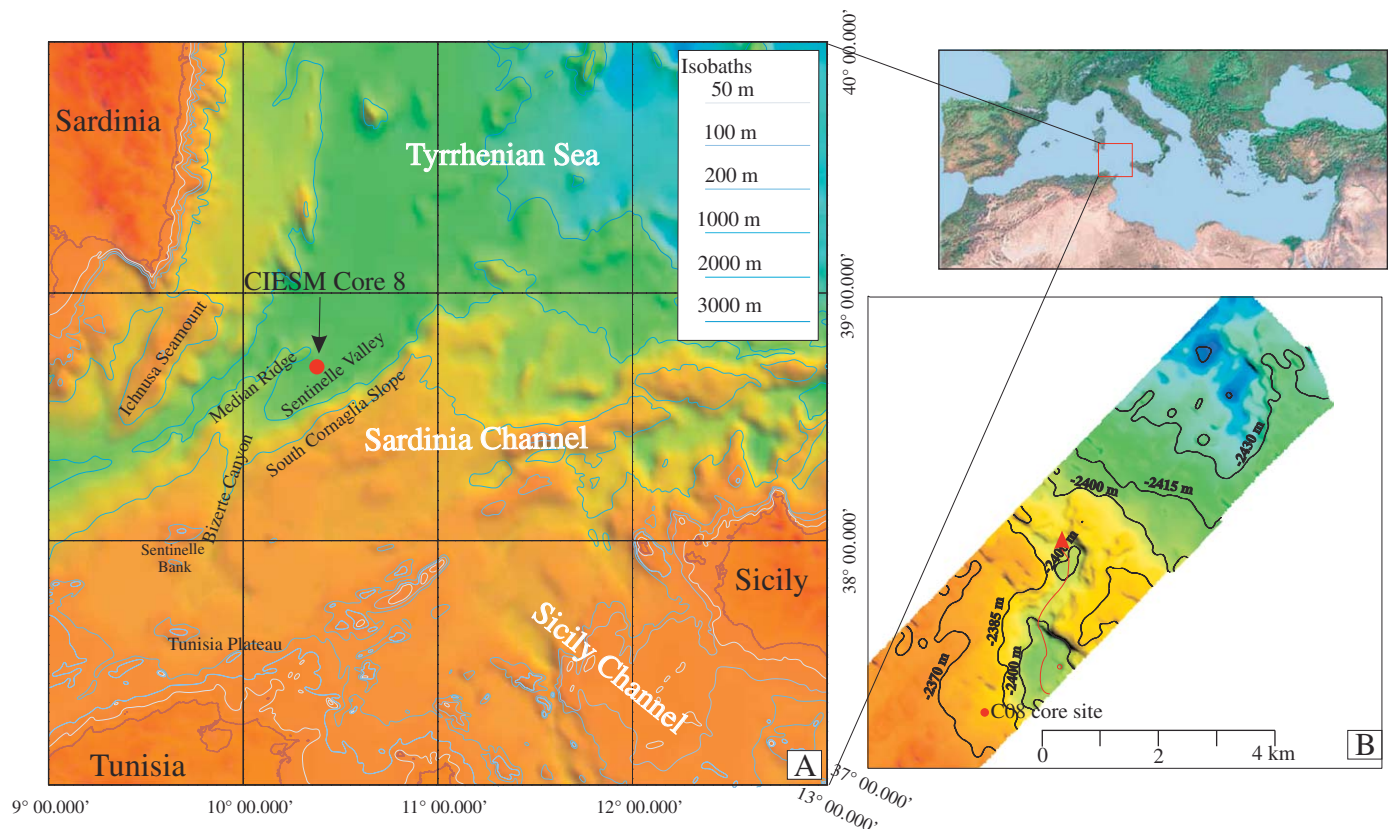 Isobaths
50 m
100 m
200 m
1000 m
2000 m
3000 m
Sardinia
Tyrrhenian Sea
CIESM Core 8
Ichnusa Seamount
Median Ridge
Sentinelle Valley
South Cornaglia Slope
Sardinia Channel
Bizerte Canyon
Sentinelle
Bank
Sicily
Tunisia Plateau
Sicily Channel
Tunisia
A
9° 00.000’
10° 00.000’
11° 00.000’
12° 00.000’
13° 00.000’
37° 00.000’
38° 00.000’
39° 00.000’
40° 00.000’
-2430 m
-2415 m
-2400 m
-2400 m
-2385 m
-2400 m
-2370 m
C08 core site
0
2
4 km
B